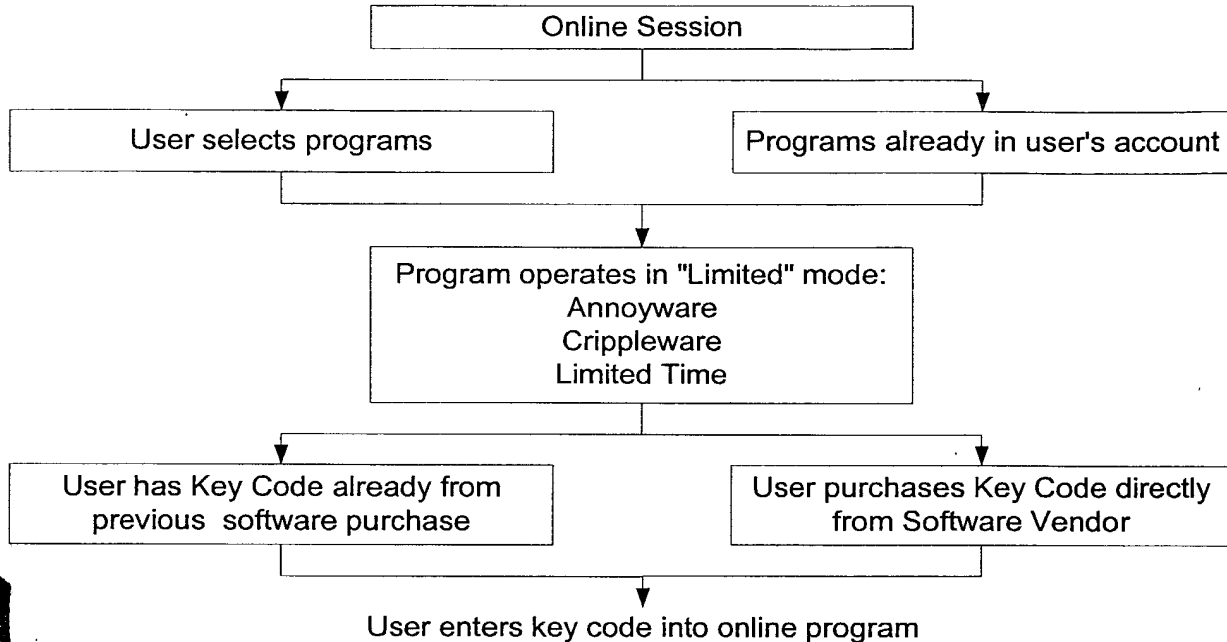 Online Session
User selects programs
Programs already in user's account
Program operates in "Limited" mode:
Annoyware
Crippleware
Limited Time
User has Key Code already from
previous software purchase
User purchases Key Code directly
from Software Vendor
User enters key code into online program